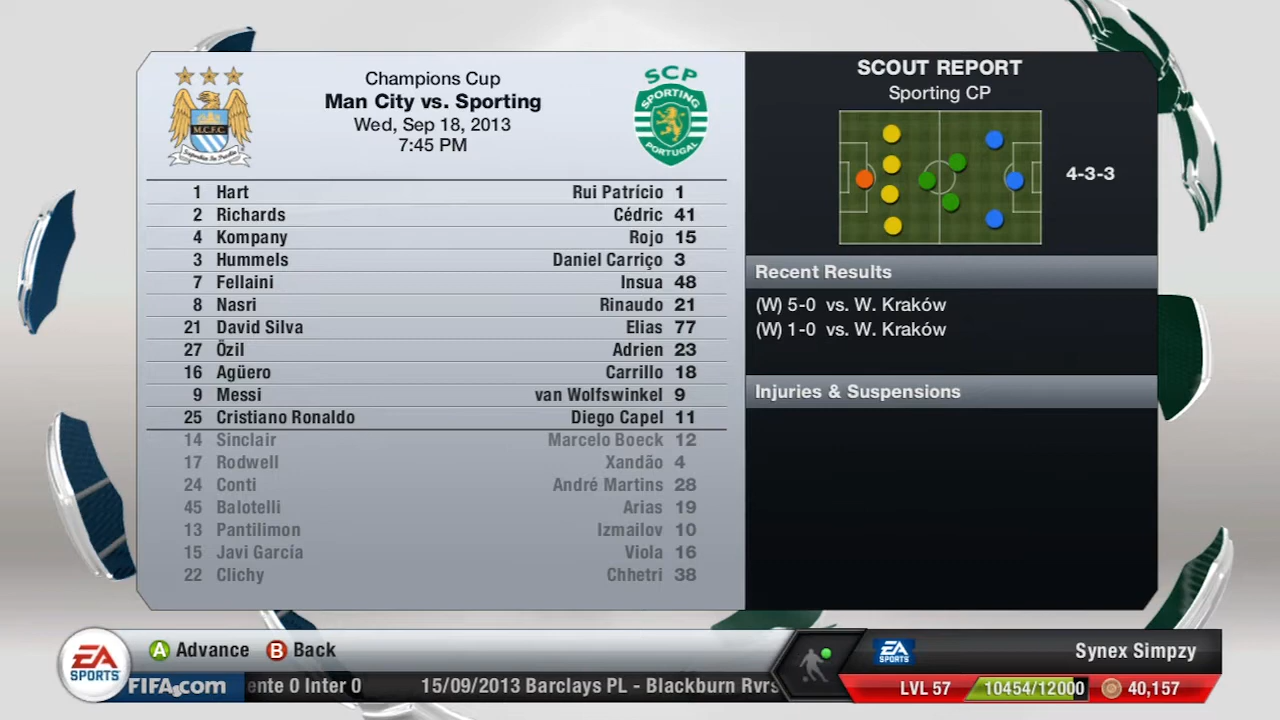 Champions Cup
Man City vs. Sporting
Wed, Sep 18, 2013
7:45 PM
M.C.F.C.
SCP
SPORTING
PORTUGAL
1 Hart Rui Patrício 1
2 Richards Cédric 41
4 Kompany Rojo 15
3 Hummels Daniel Carriço 3
7 Fellaini Insua 48
8 Nasri Rinaudo 21
21 David Silva Elias 77
27 Özil Adrien 23
16 Agüero Carrillo 18
9 Messi van Wolfswinkel 9
25 Cristiano Ronaldo Diego Capel 11
14 Sinclair Marcelo Boeck 12
17 Rodwell Xandão 4
24 Conti André Martins 28
45 Balotelli Arias 19
13 Pantilimon Izmailov 10
15 Javi García Viola 16
22 Clichy Chhetri 38
SCOUT REPORT
Sporting CP
4-3-3
Recent Results
(W) 5-0 vs. W. Kraków
(W) 1-0 vs. W. Kraków
Injuries & Suspensions
EA SPORTS
A Advance B Back
EA SPORTS
Synex Simpzy
FIFA.com
ente 0 Inter 0 15/09/2013 Barclays PL - Blackburn Rvrs
LVL 57 10454/12000 40,157